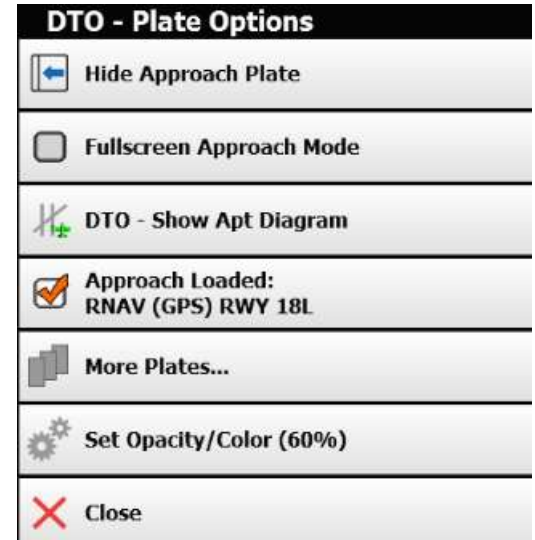 DTO - Plate Options
Hide Approach Plate
Fullscreen Approach Mode
DTO - Show Apt Diagram
Approach Loaded:
RNAV (GPS) RWY 18L
More Plates...
Set Opacity/Color (60%)
Close